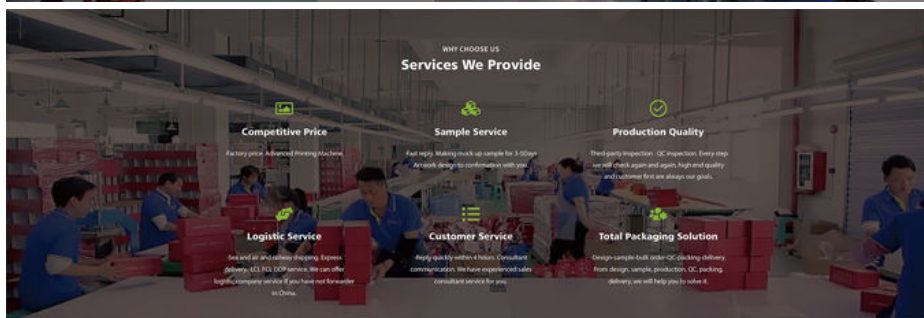 WHY CHOOSE US
Services We Provide
Competitive Price
Sample Service
Production Quality
Factory price. Advanced Printing Machine.
Fast reply. Making mock up sample for 3-5Days
Artwork design to confirmation with you.
Third-party Inspection : QC Inspection. Every step
we will check again and again, high end quality
and customer first are always our goals.
Logistic Service
Customer Service
Total Packaging Solution
Sea and air and railway shipping. Express
delivery. LCL FCL DDP service. We can offer
logistic company service if you have not forwarder
in China.
Reply quickly within 4 hours. Consultant
communication. We have experienced sales
consultant service for you.
Design-sample-bulk order-QC-packing-delivery.
From design, sample, production, QC, packing,
delivery, we will help you to solve it.